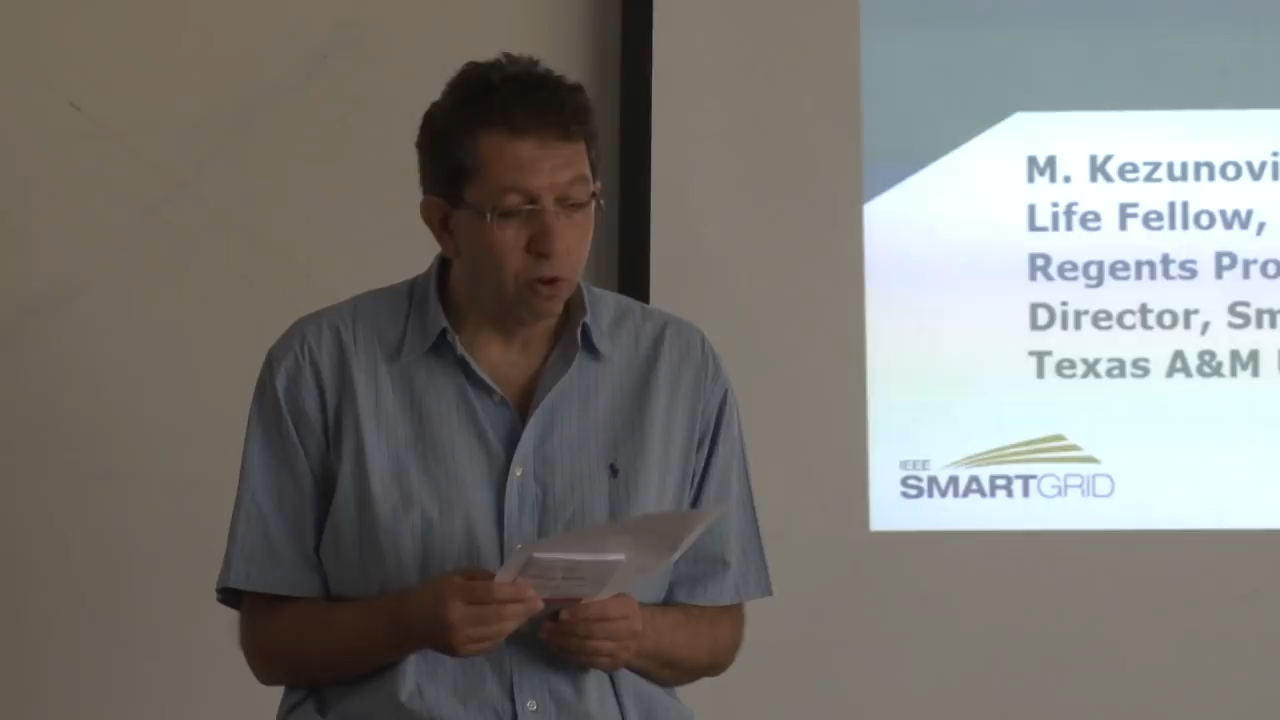 M. Kezunovi
Life Fellow,
Regents Pro
Director, Sm
Texas A&M
IEEE
SMARTGRID